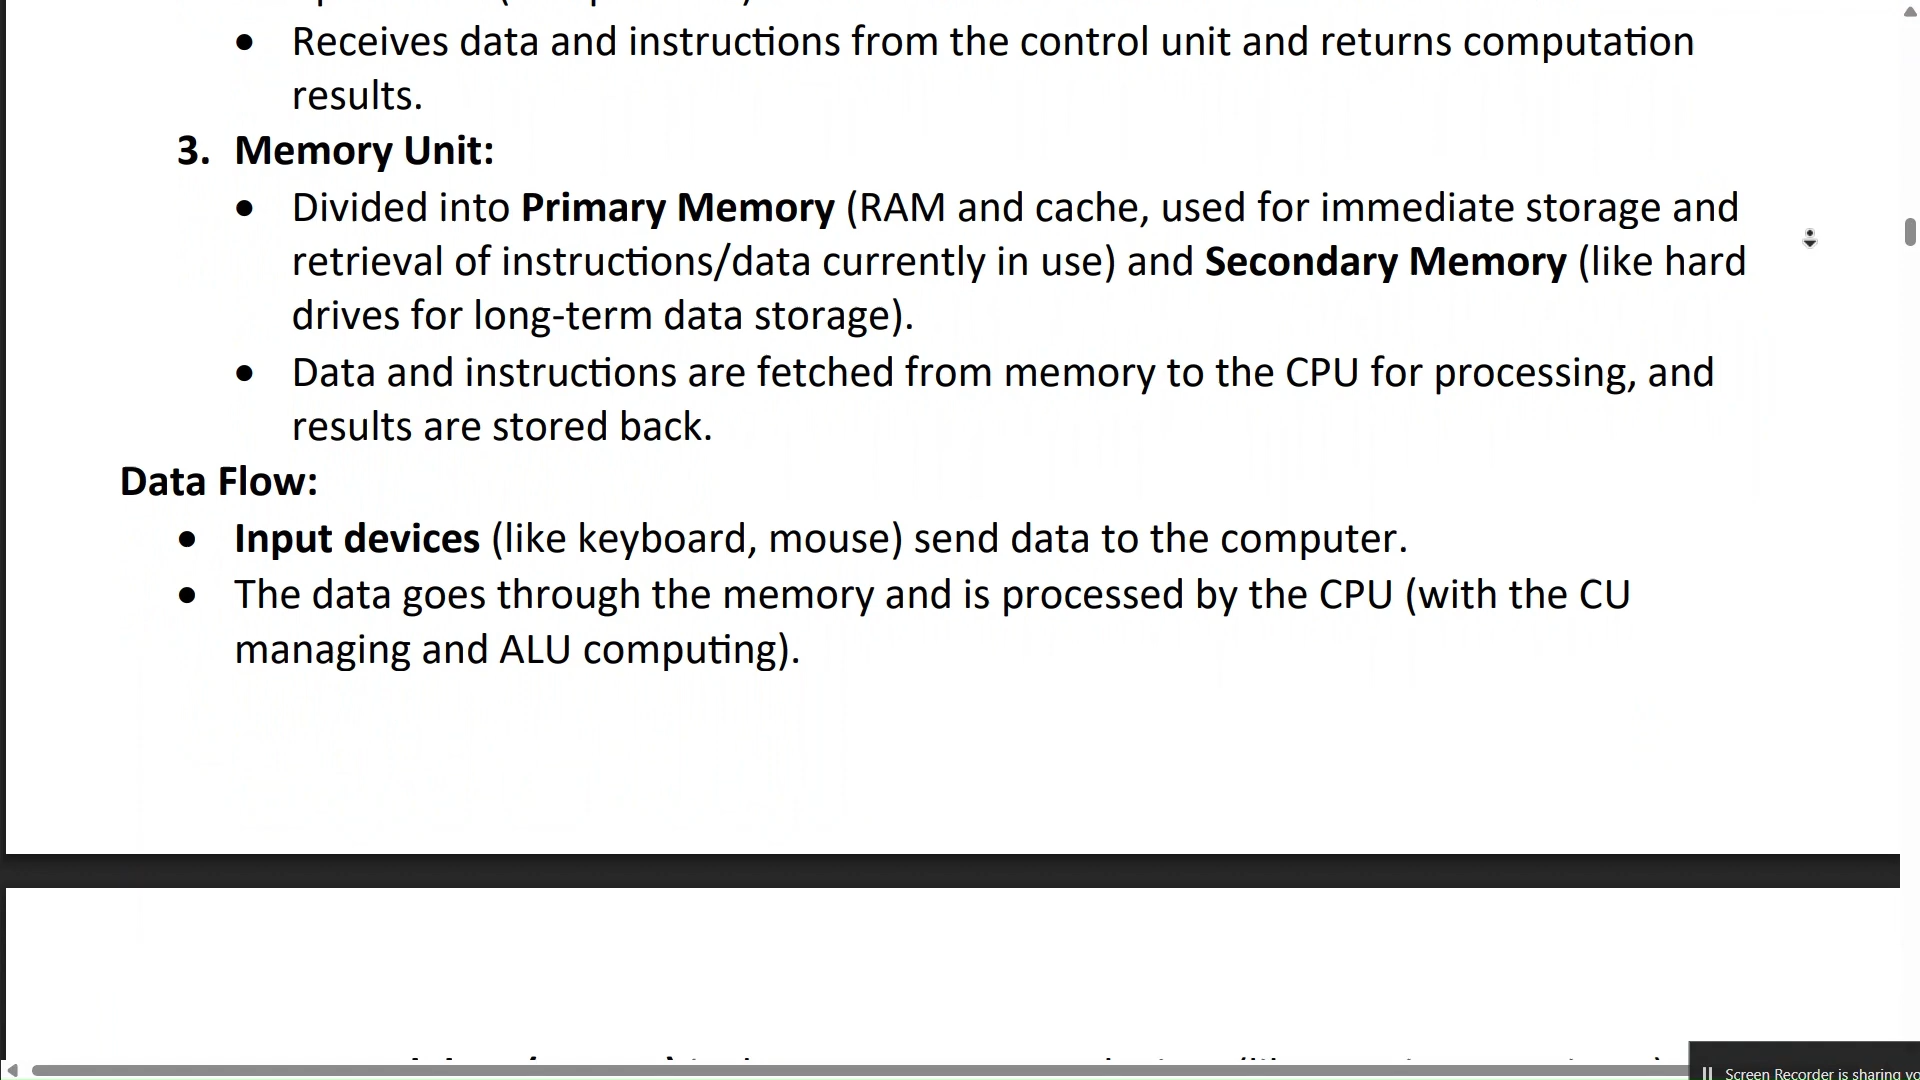 ● Receives data and instructions from the control unit and returns computation
results.
3. Memory Unit:
● Divided into Primary Memory (RAM and cache, used for immediate storage and
retrieval of instructions/data currently in use) and Secondary Memory (like hard
drives for long-term data storage).
● Data and instructions are fetched from memory to the CPU for processing, and
results are stored back.
Data Flow:
● Input devices (like keyboard, mouse) send data to the computer.
● The data goes through the memory and is processed by the CPU (with the CU
managing and ALU computing).
Screen Recorder is sharing